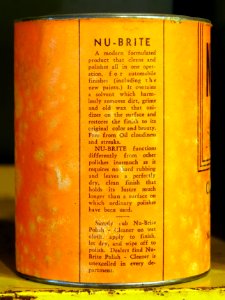 NU-BRITE
A modern formulated
product that cleans and
polishes all in one oper-
ation, for automobile
finishes (including the
new paints.) It contains
a solvent which harm-
lessly removes dirt, grime
and old wax that oxi-
dizes on the surface and
restores the finish to its
original color and beauty.
Free from Oil cloudiness
and streaks.
NU-BRITE functions
differently from other
polishes inasmuch as it
requires no hard rubbing
and leaves a perfectly
dry, clean finish that
holds its lustre much
longer than a surface on
which ordinary polishes
have been used.
Simply rub Nu-Brite
Polish - Cleaner on wet
cloth, apply to finish,
let dry, and wipe off to
polish. Dealers find Nu-
Brite Polish - Cleaner is
unexcelled in every de-
partment.